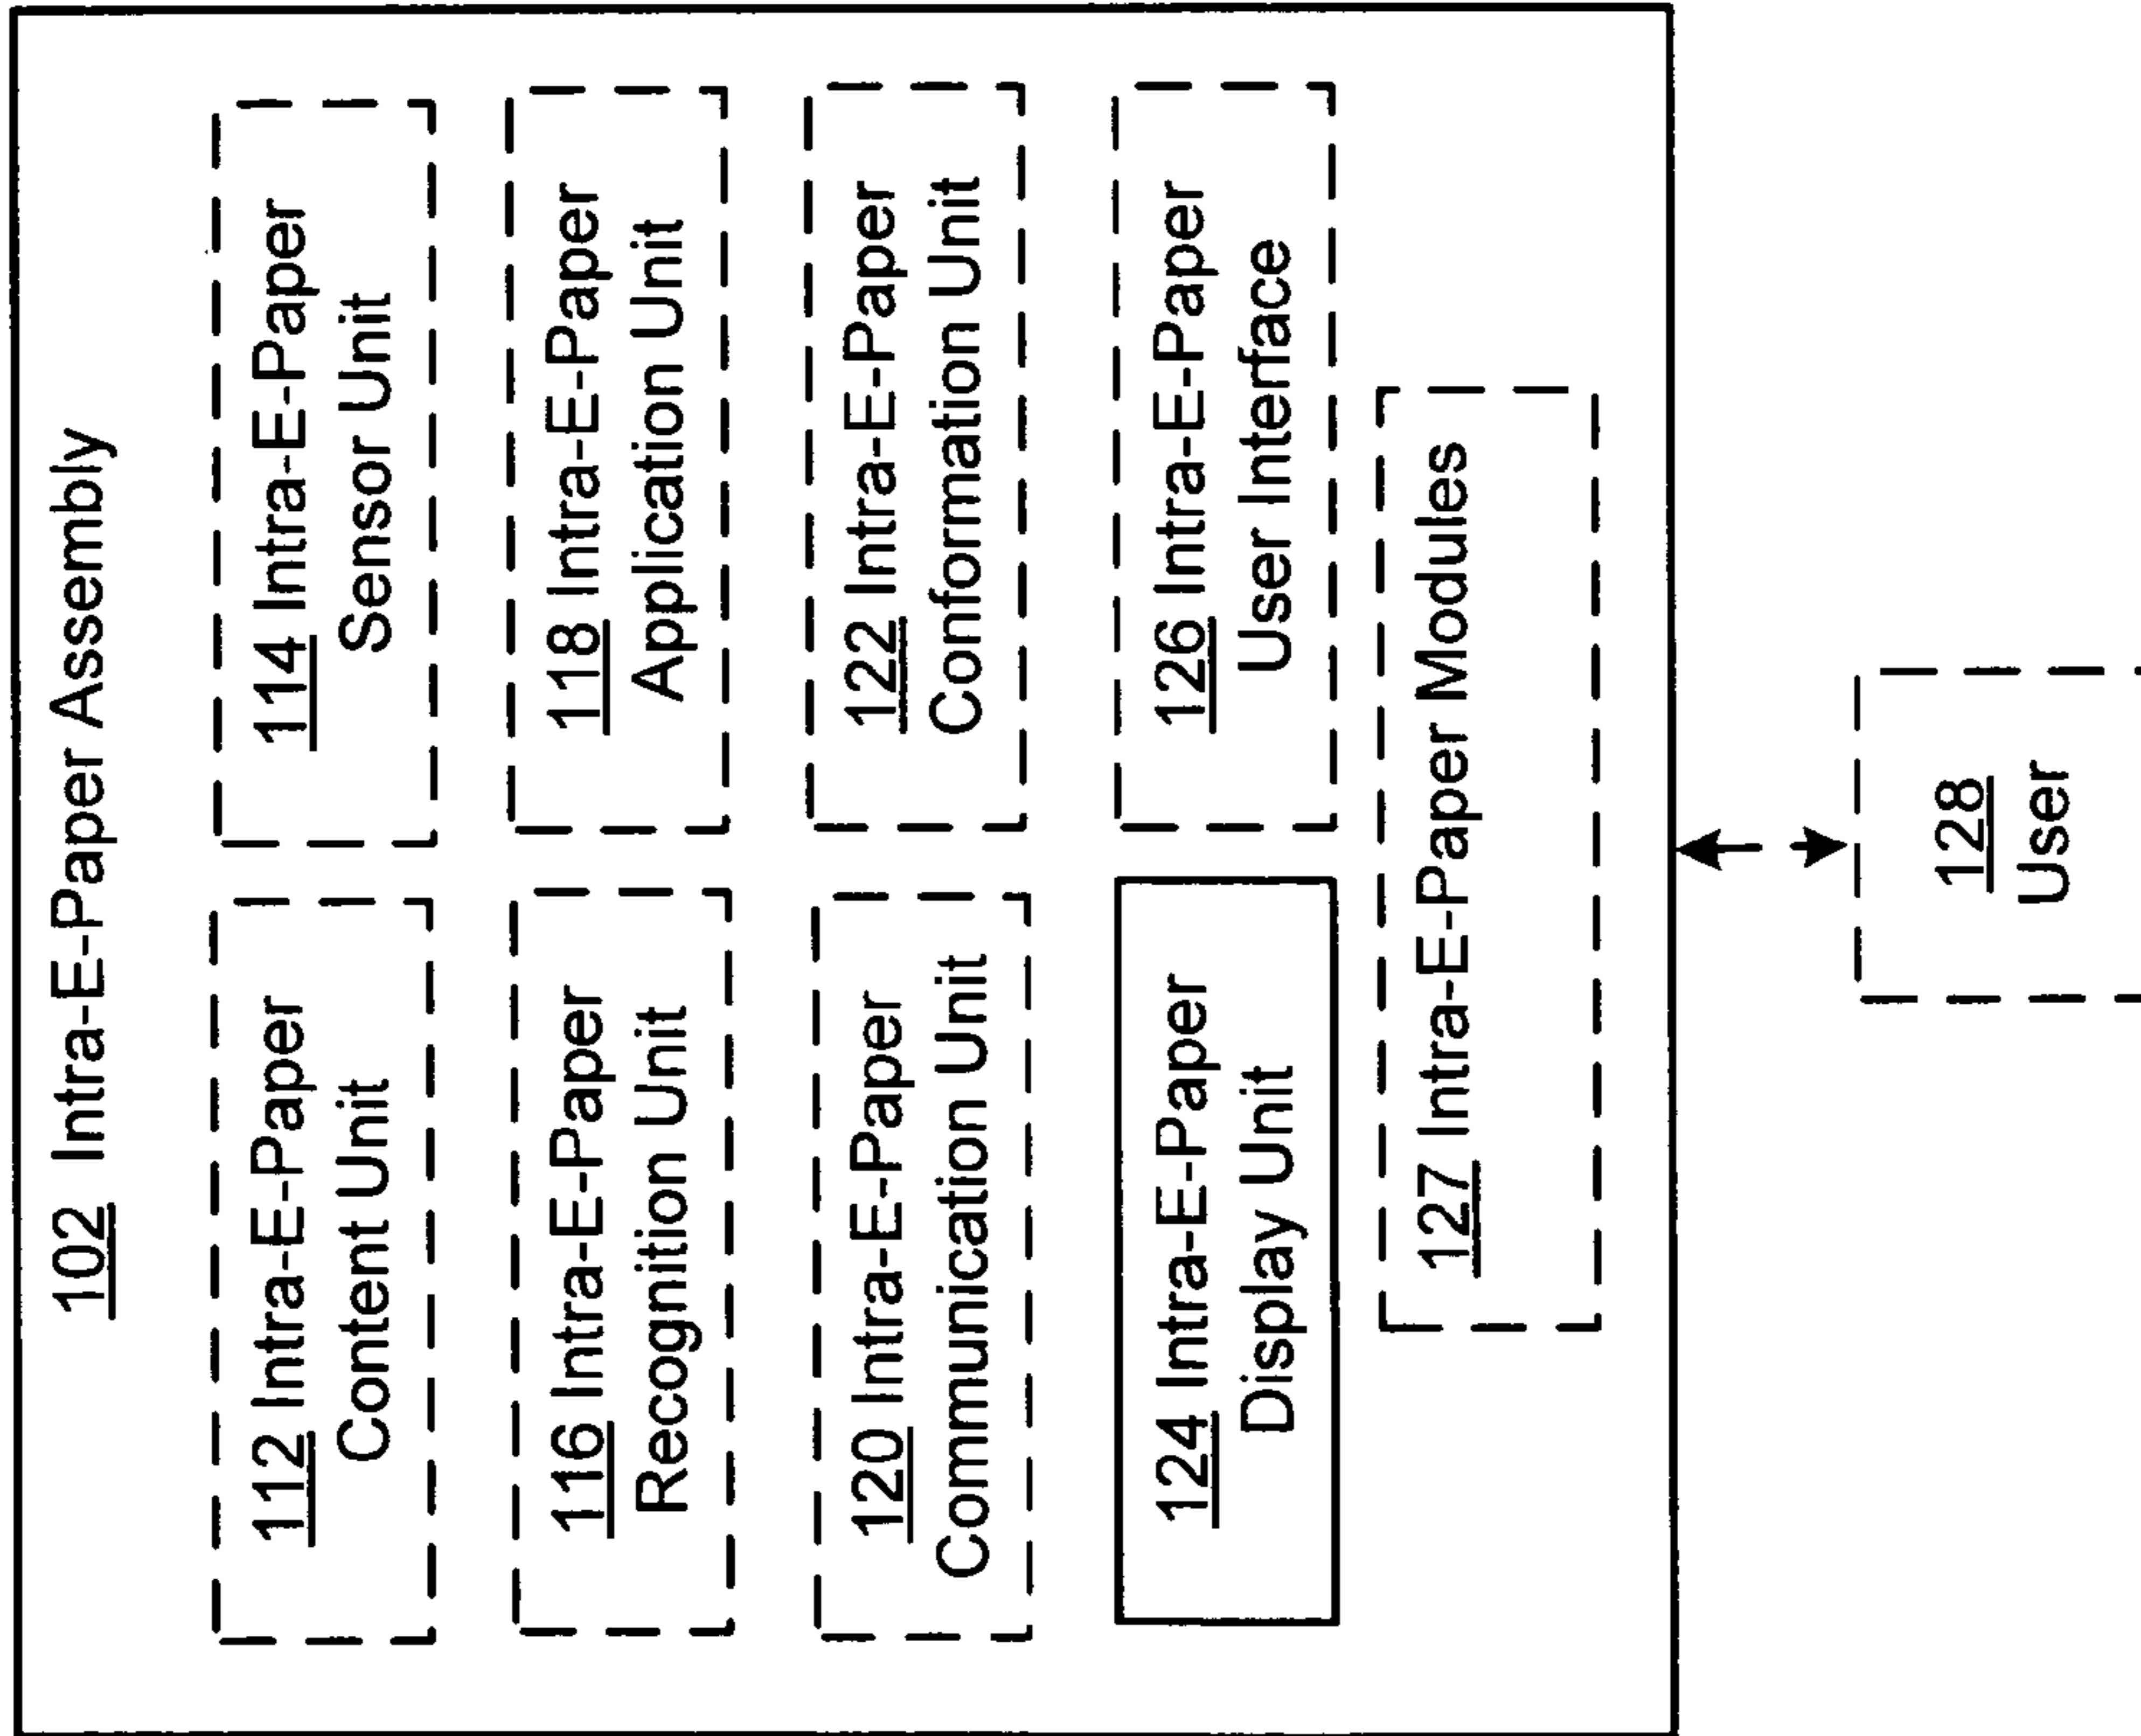 102 Intra-E-Paper Assembly
112 Intra-E-Paper
Content Unit
114 Intra-E-Paper
Sensor Unit
116 Intra-E-Paper
Recognition Unit
118 Intra-E-Paper
Application Unit
120 Intra-E-Paper
Communication Unit
122 Intra-E-Paper
Conformation Unit
124 Intra-E-Paper
Display Unit
126 Intra-E-Paper
User Interface
127 Intra-E-Paper Modules
128
User